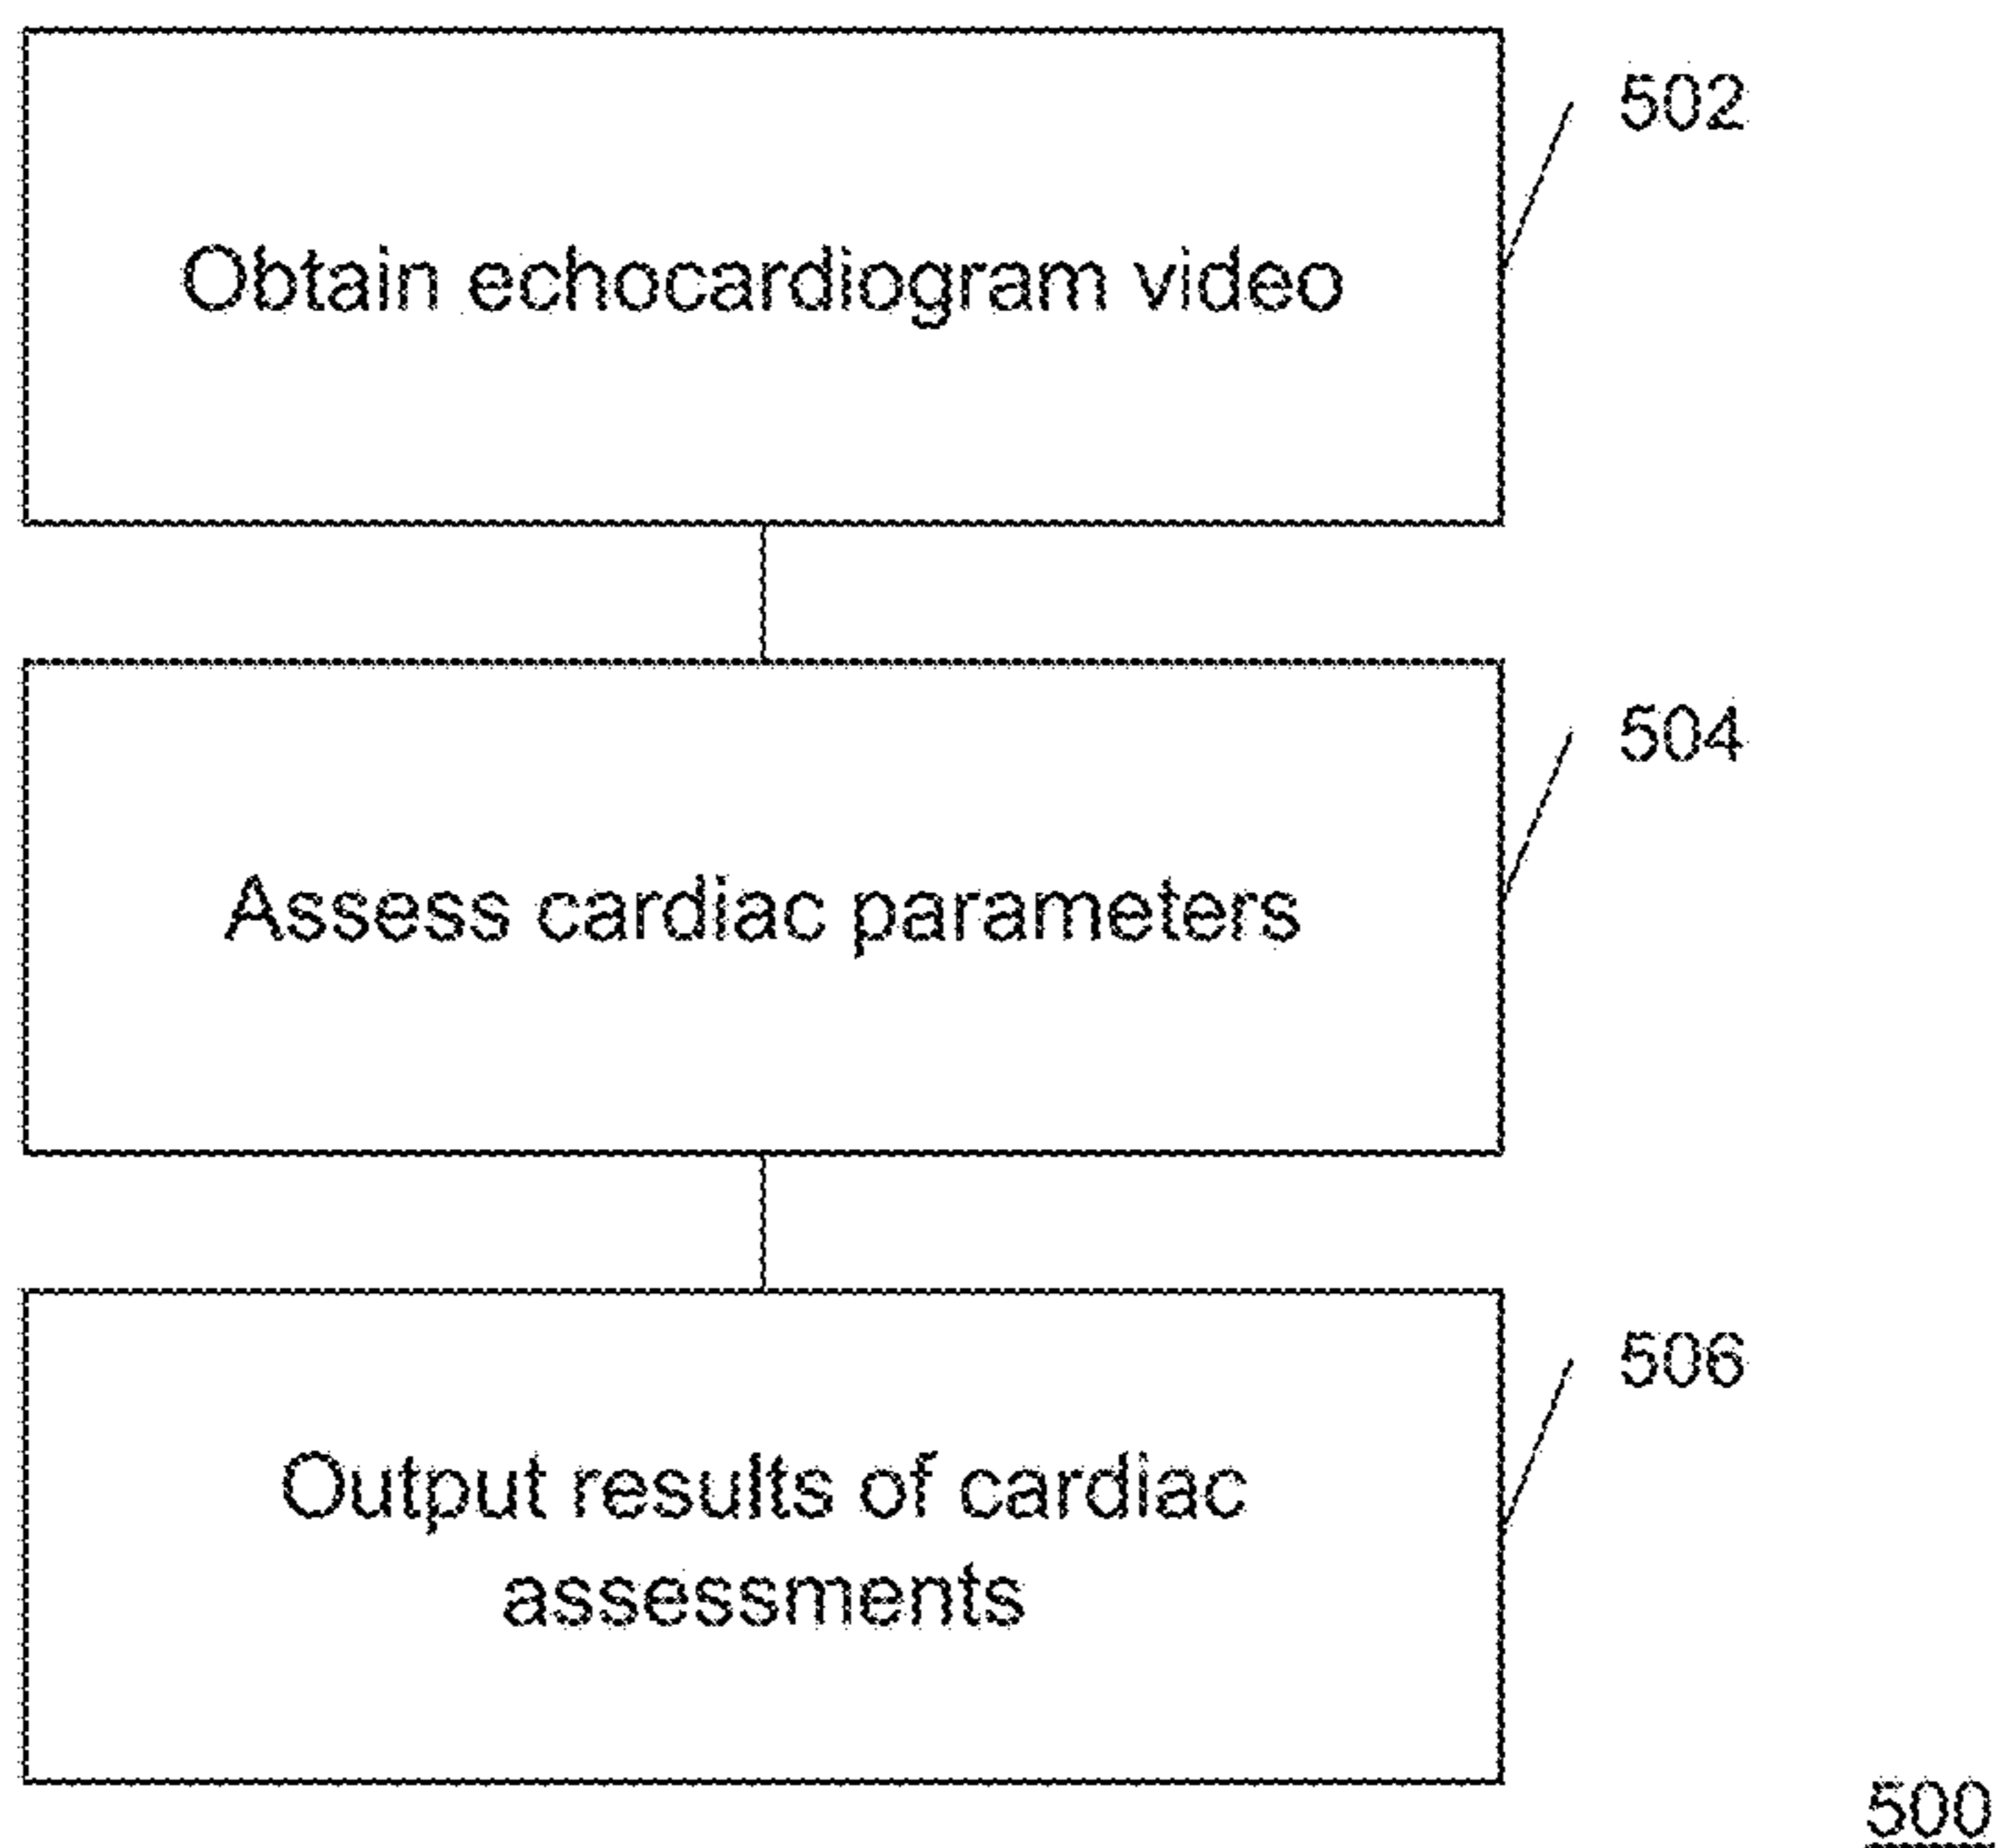 502
Obtain echocardiogram video
504
Assess cardiac parameters
506
Output results of cardiac
assessments
500